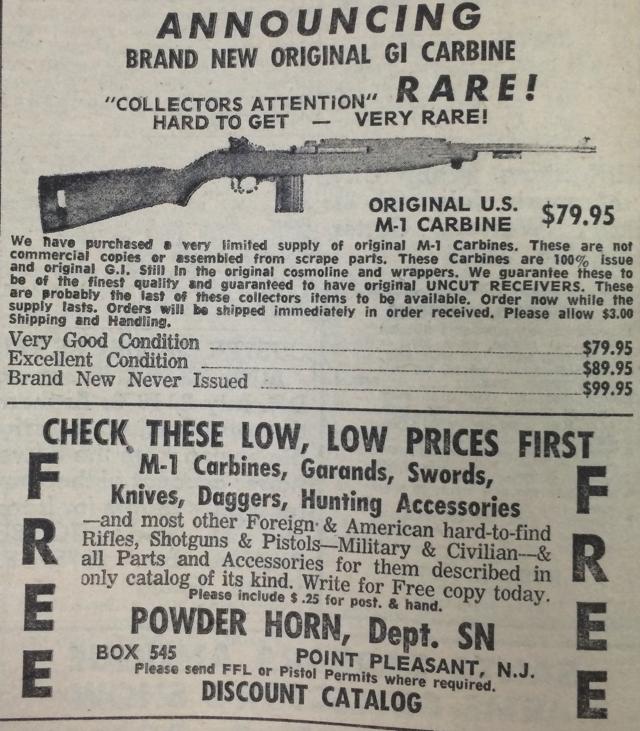 ANNOUNCING
BRAND NEW ORIGINAL GI CARBINE
"COLLECTORS ATTENTION" RARE!
HARD TO GET — VERY RARE!
ORIGINAL U.S.
M-1 CARBINE $79.95
We have purchased a very limited supply of original M-1 Carbines. These are not
commercial copies or assembled from scrape parts. These Carbines are 100% issue
and original G.I. Still in the original cosmoline and wrappers. We guarantee these to
be of the finest quality and guaranteed to have original UNCUT RECEIVERS. These
are probably the last of these collectors items to be available. Order now while the
supply lasts. Orders will be shipped immediately in order received. Please allow $3.00
Shipping and Handling.
Very Good Condition $79.95
Excellent Condition $89.95
Brand New Never Issued $99.95
CHECK THESE LOW, LOW PRICES FIRST
FREE
M-1 Carbines, Garands, Swords,
Knives, Daggers, Hunting Accessories
—and most other Foreign & American hard-to-find
Rifles, Shotguns & Pistols—Military & Civilian—&
all Parts and Accessories for them described in
only catalog of its kind. Write for Free copy today.
Please include $.25 for post. & hand.
POWDER HORN, Dept. SN
BOX 545 POINT PLEASANT, N.J.
Please send FFL or Pistol Permits where required.
DISCOUNT CATALOG
FREE